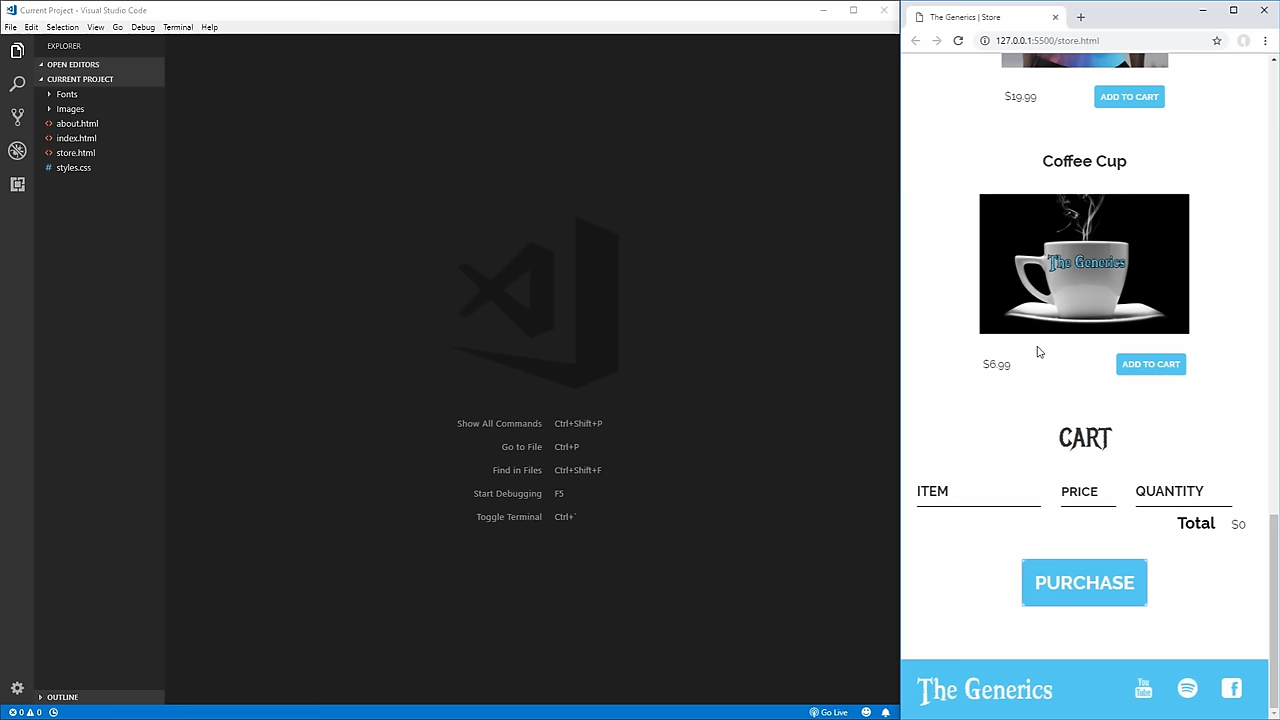 Current Project - Visual Studio Code
File Edit Selection View Go Debug Terminal Help
EXPLORER
OPEN EDITORS
CURRENT PROJECT
Fonts
Images
about.html
index.html
store.html
# styles.css
OUTLINE
Show All Commands Ctrl+Shift+P
Go to File Ctrl+P
Find in Files Ctrl+Shift+F
Start Debugging F5
Toggle Terminal Ctrl+`
0 0
Go Live
The Generics | Store
127.0.0.1:5500/store.html
$19.99 ADD TO CART
Coffee Cup
The Generics
$6.99 ADD TO CART
CART
ITEM PRICE QUANTITY
Total $0
PURCHASE
The Generics
You Tube